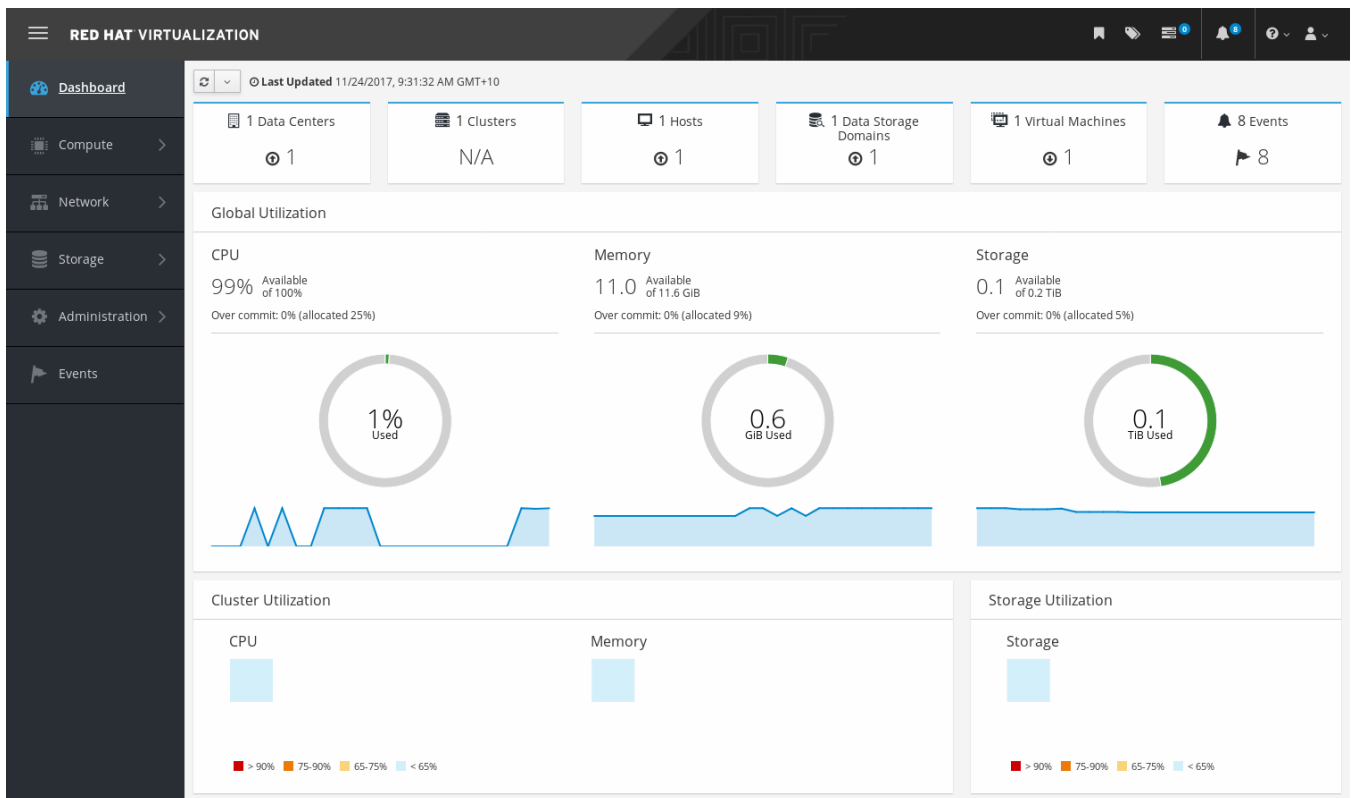 RED HAT VIRTUALIZATION
0
8
Dashboard
Compute
Network
Storage
Administration
Events
Last Updated 11/24/2017, 9:31:32 AM GMT+10
1 Data Centers
1
1 Clusters
N/A
1 Hosts
1
1 Data Storage
Domains
1
1 Virtual Machines
1
8 Events
8
Global Utilization
CPU
99% Available
of 100%
Over commit: 0% (allocated 25%)
1%
Used
Memory
11.0 Available
of 11.6 GiB
Over commit: 0% (allocated 9%)
0.6
GiB Used
Storage
0.1 Available
of 0.2 TiB
Over commit: 0% (allocated 5%)
0.1
TiB Used
Cluster Utilization
CPU
Memory
> 90% 75-90% 65-75% < 65%
Storage Utilization
Storage
> 90% 75-90% 65-75% < 65%